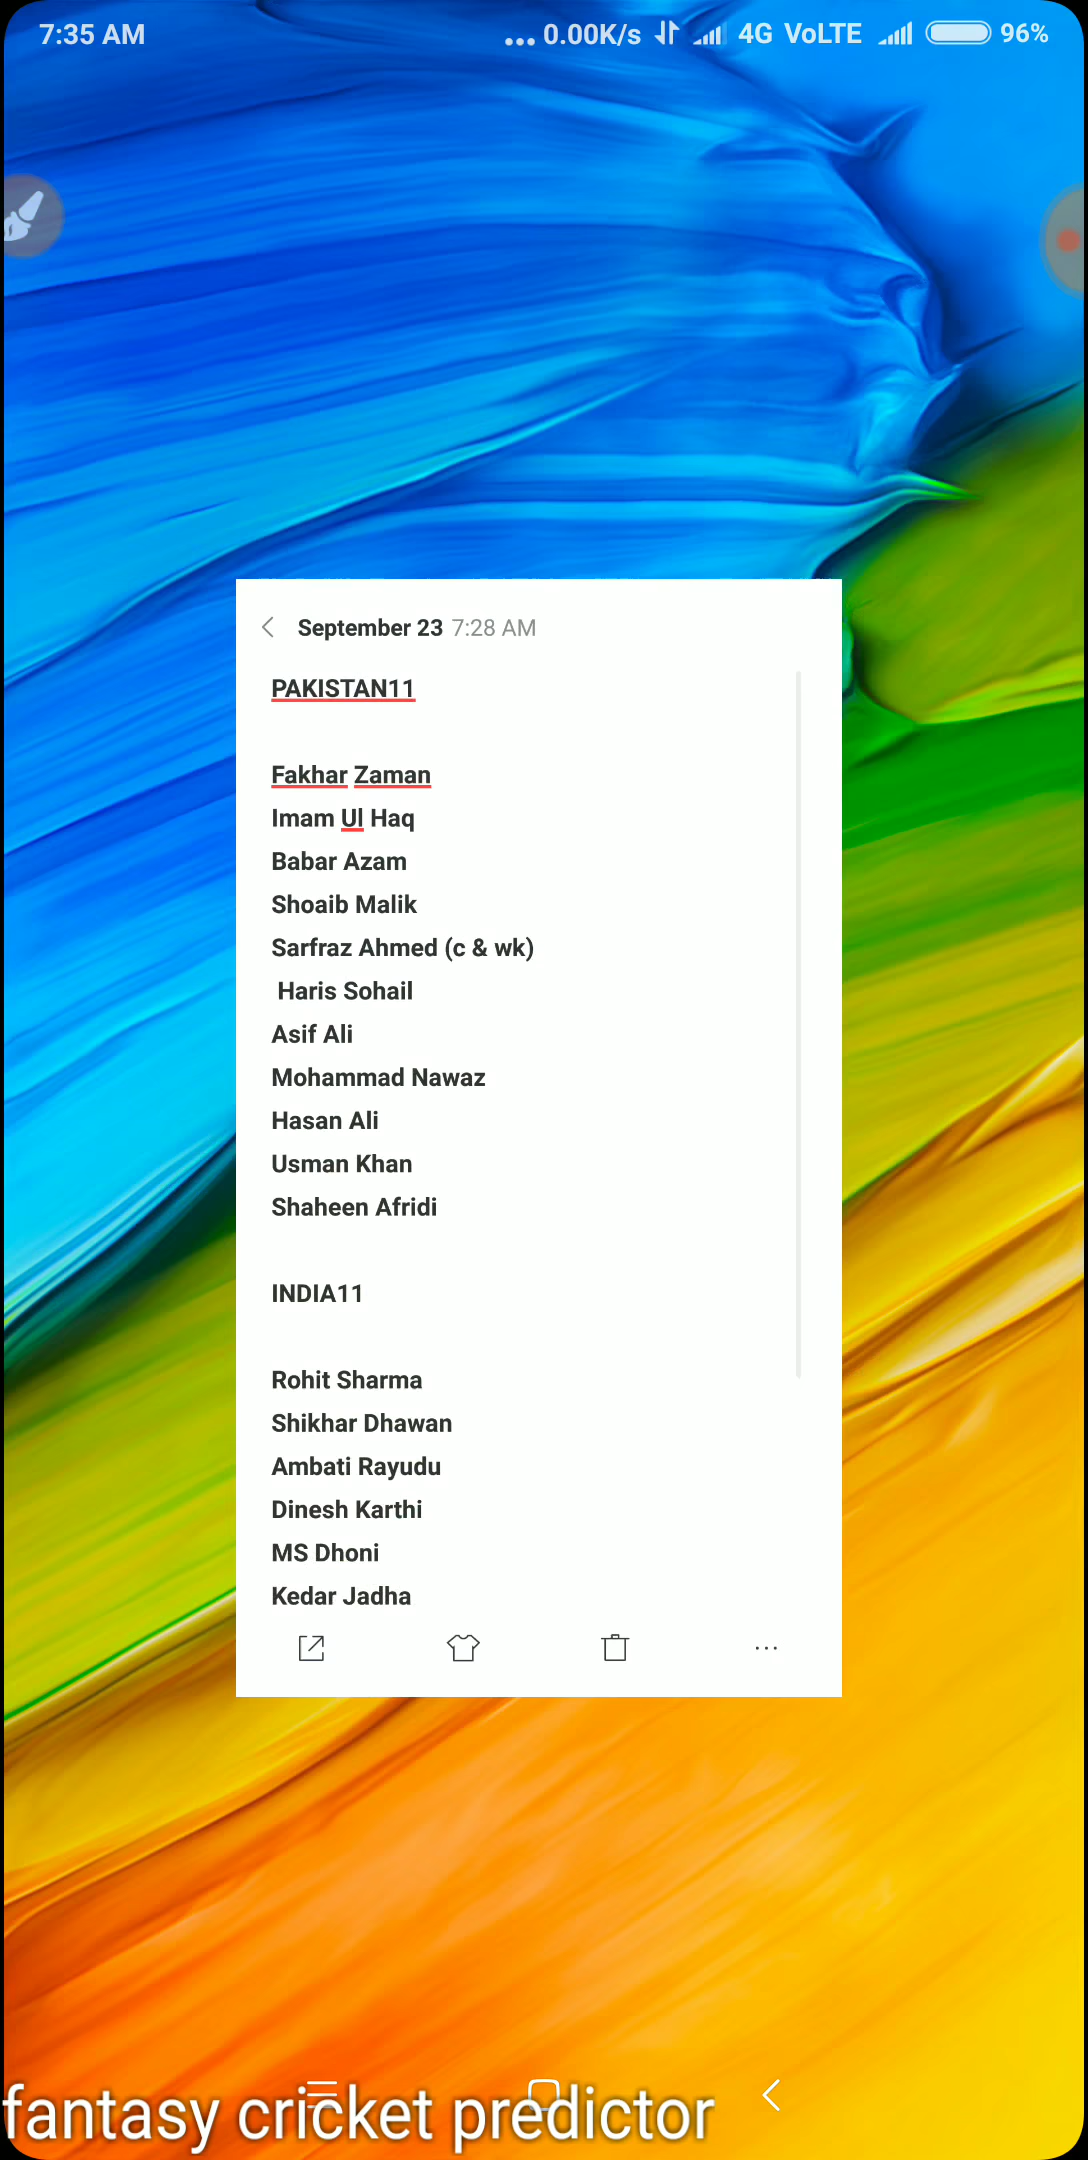 7:35 AM ... 0.00K/s 4G VoLTE 96%
September 23 7:28 AM
PAKISTAN11
Fakhar Zaman
Imam Ul Haq
Babar Azam
Shoaib Malik
Sarfraz Ahmed (c & wk)
Haris Sohail
Asif Ali
Mohammad Nawaz
Hasan Ali
Usman Khan
Shaheen Afridi
INDIA11
Rohit Sharma
Shikhar Dhawan
Ambati Rayudu
Dinesh Karthi
MS Dhoni
Kedar Jadha
fantasy cricket predictor